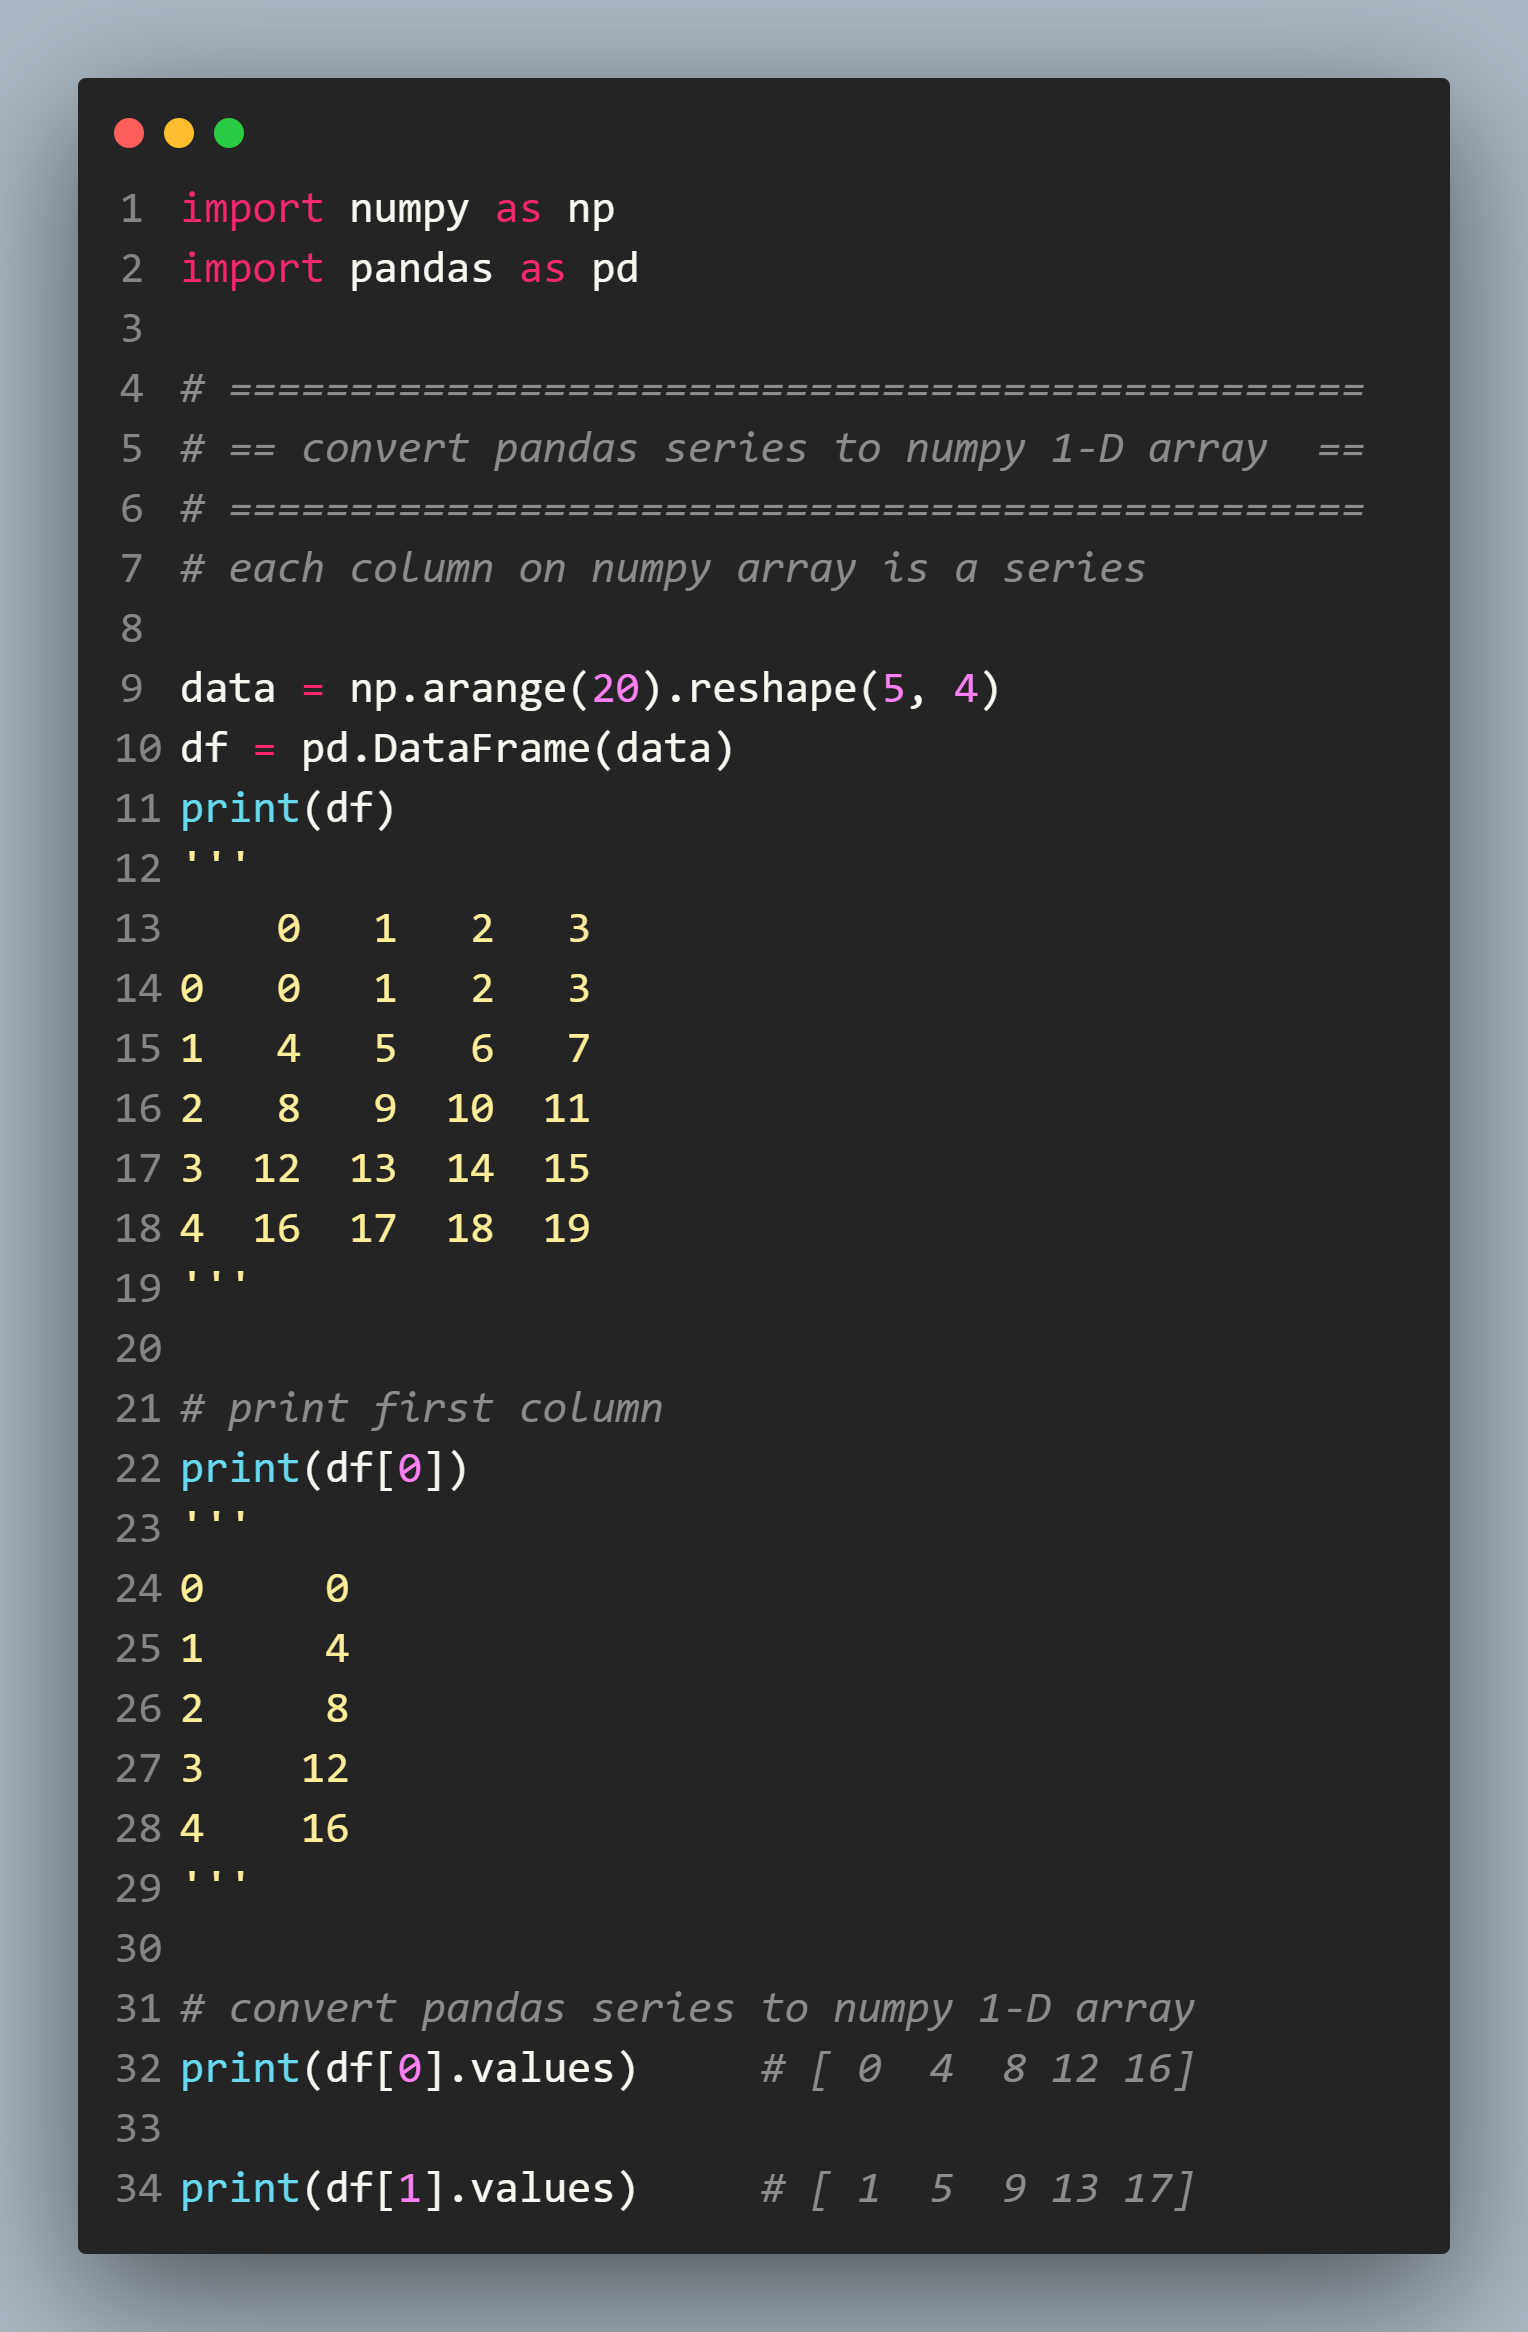 1 import numpy as np
2 import pandas as pd
3
4 # ===============================================
5 # == convert pandas series to numpy 1-D array  ==
6 # ===============================================
7 # each column on numpy array is a series
8
9 data = np.arange(20).reshape(5, 4)
10 df = pd.DataFrame(data)
11 print(df)
12 '''
13     0   1   2   3
14 0   0   1   2   3
15 1   4   5   6   7
16 2   8   9  10  11
17 3  12  13  14  15
18 4  16  17  18  19
19 '''
20
21 # print first column
22 print(df[0])
23 '''
24 0     0
25 1     4
26 2     8
27 3    12
28 4    16
29 '''
30
31 # convert pandas series to numpy 1-D array
32 print(df[0].values)     # [ 0  4  8 12 16]
33
34 print(df[1].values)     # [ 1  5  9 13 17]